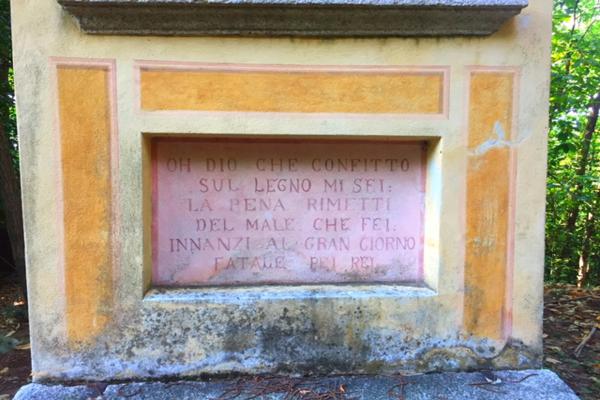 OH DIO CHE CONFITTO
SUL LEGNO MI SEI:
LA PENA RIMETTI
DEL MALE CHE FEI:
INNANZI AL GRAN GIORNO
FATALE PEI REI